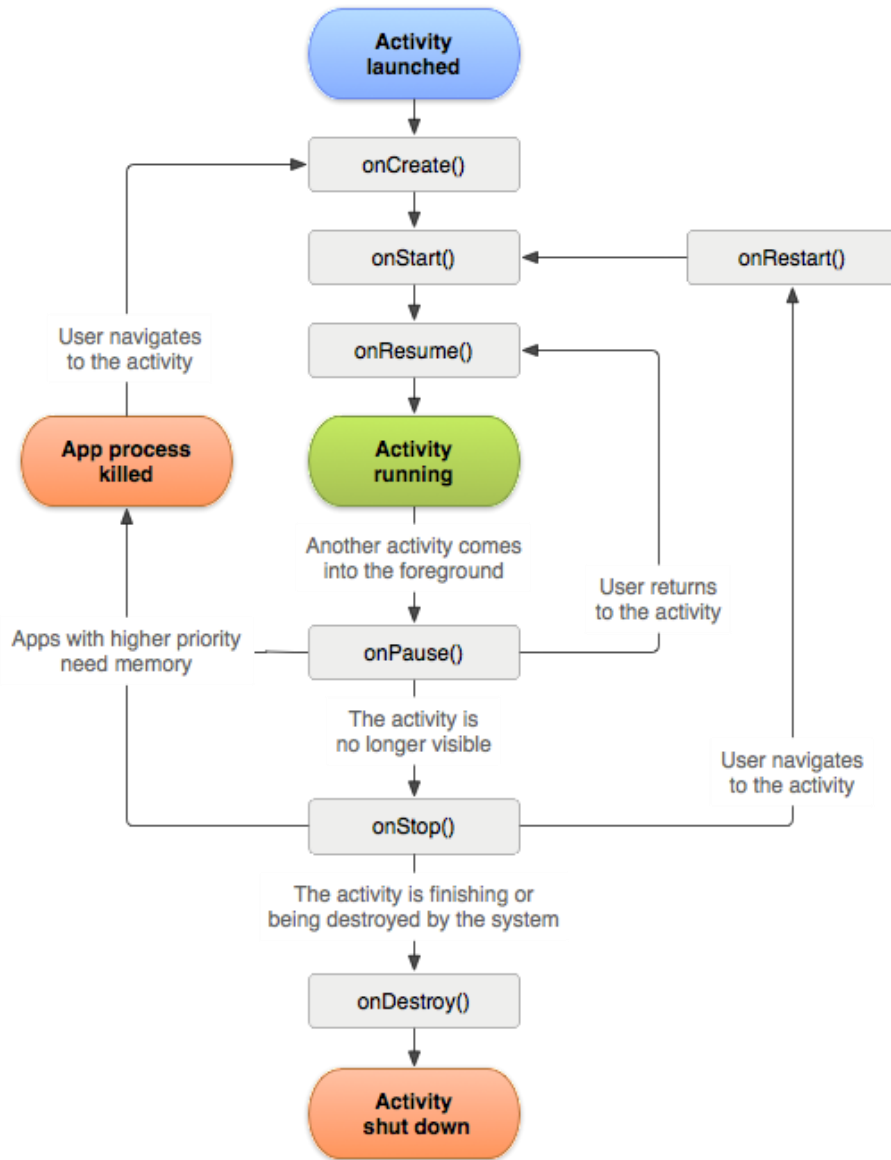 Activity
launched
onCreate()
onStart()
onRestart()
User navigates
to the activity
onResume()
App process
killed
Activity
running
Another activity comes
into the foreground
User returns
to the activity
Apps with higher priority
need memory
onPause()
The activity is
no longer visible
User navigates
to the activity
onStop()
The activity is finishing or
being destroyed by the system
onDestroy()
Activity
shut down